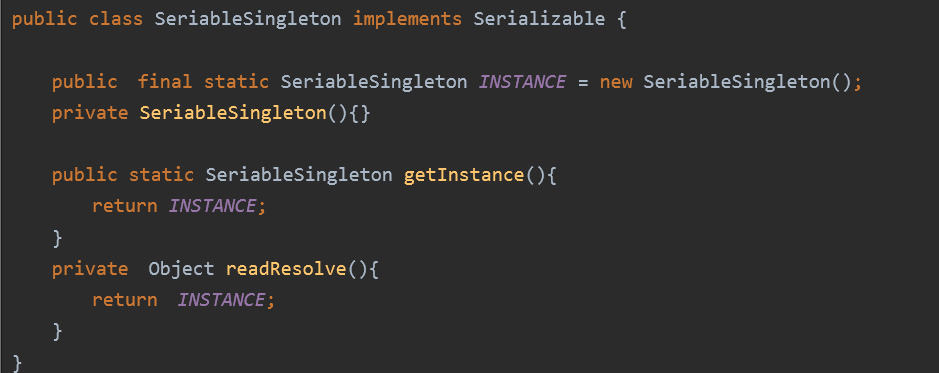 public class SeriableSingleton implements Serializable {
public final static SeriableSingleton INSTANCE = new SeriableSingleton();
private SeriableSingleton(){}
public static SeriableSingleton getInstance(){
return INSTANCE;
}
private Object readResolve(){
return INSTANCE;
}
}